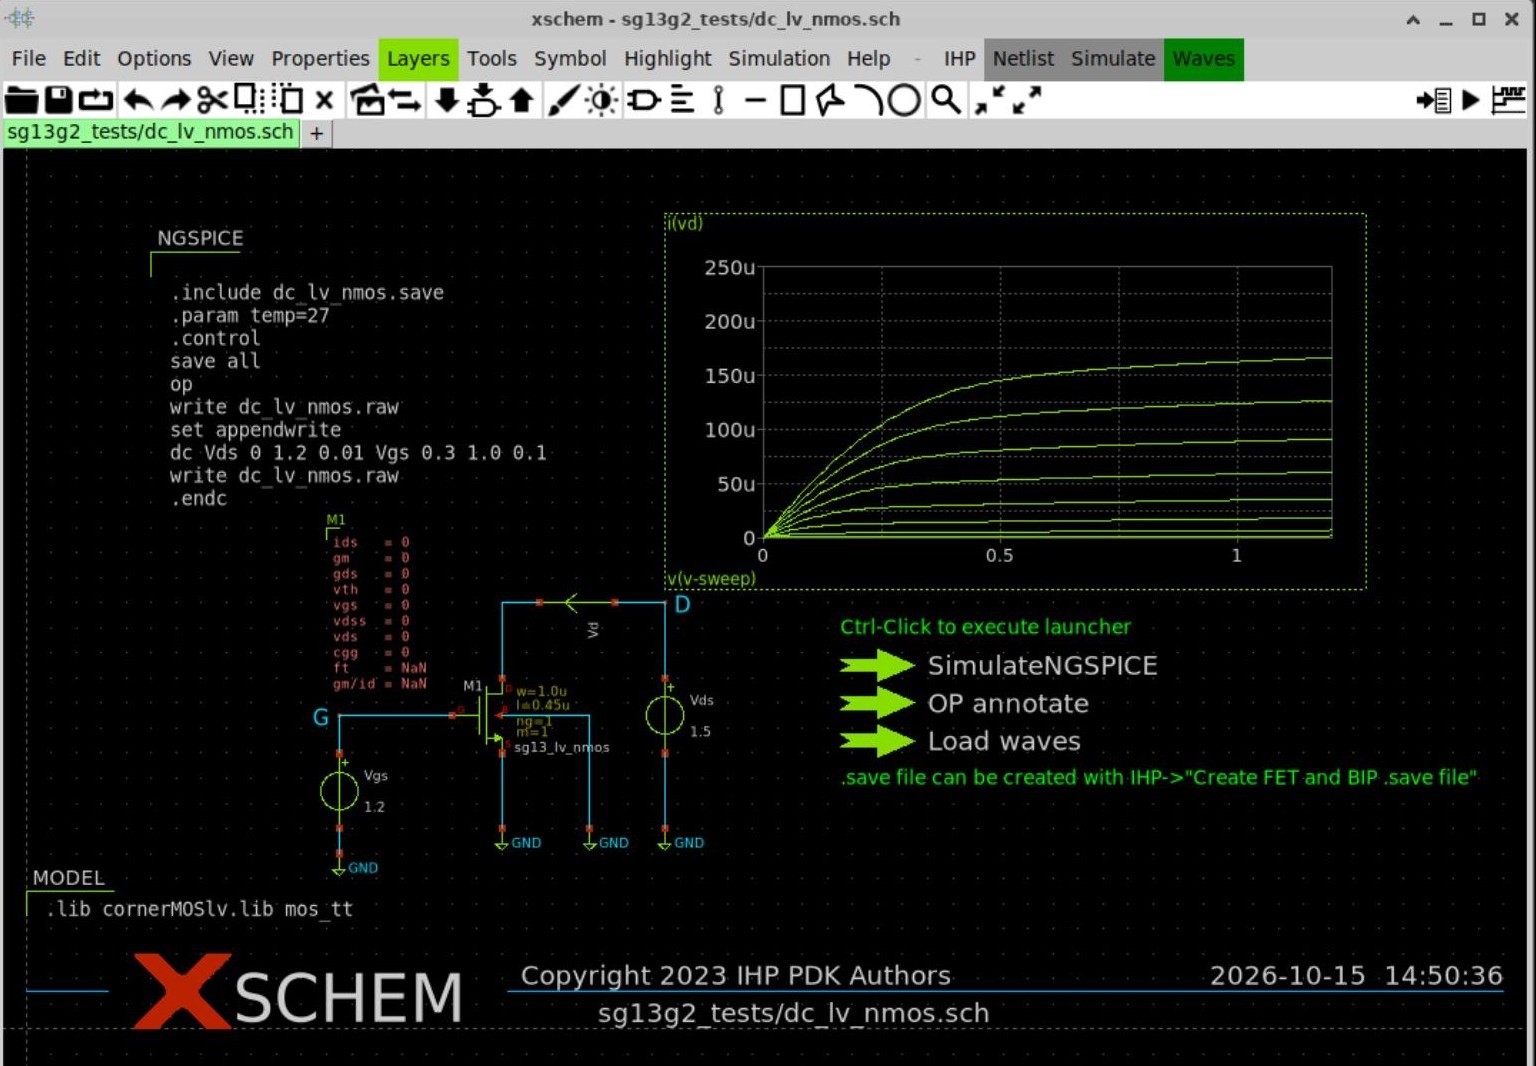 xschem - sg13g2_tests/dc_lv_nmos.sch
File Edit Options View Properties Layers Tools Symbol Highlight Simulation Help - IHP Netlist Simulate Waves
sg13g2_tests/dc_lv_nmos.sch +
NGSPICE
.include dc_lv_nmos.save
.param temp=27
.control
save all
op
write dc_lv_nmos.raw
set appendwrite
dc Vds 0 1.2 0.01 Vgs 0.3 1.0 0.1
write dc_lv_nmos.raw
.endc
i(vd)
250u
200u
150u
100u
50u
0
0 0.5 1
v(v-sweep)
M1
ids = 0
gm = 0
gds = 0
vth = 0
vgs = 0
vdss = 0
vds = 0
cgg = 0
ft = NaN
gm/id = NaN
D
Vd
M1
w=1.0u
l=0.45u
ng=1
m=1
sg13_lv_nmos
G
Vgs
1.2
Vds
1.5
GND
GND
GND
GND
Ctrl-Click to execute launcher
SimulateNGSPICE
OP annotate
Load waves
.save file can be created with IHP->"Create FET and BIP .save file"
MODEL
.lib cornerMOSlv.lib mos_tt
XSCHEM
Copyright 2023 IHP PDK Authors
2026-10-15 14:50:36
sg13g2_tests/dc_lv_nmos.sch